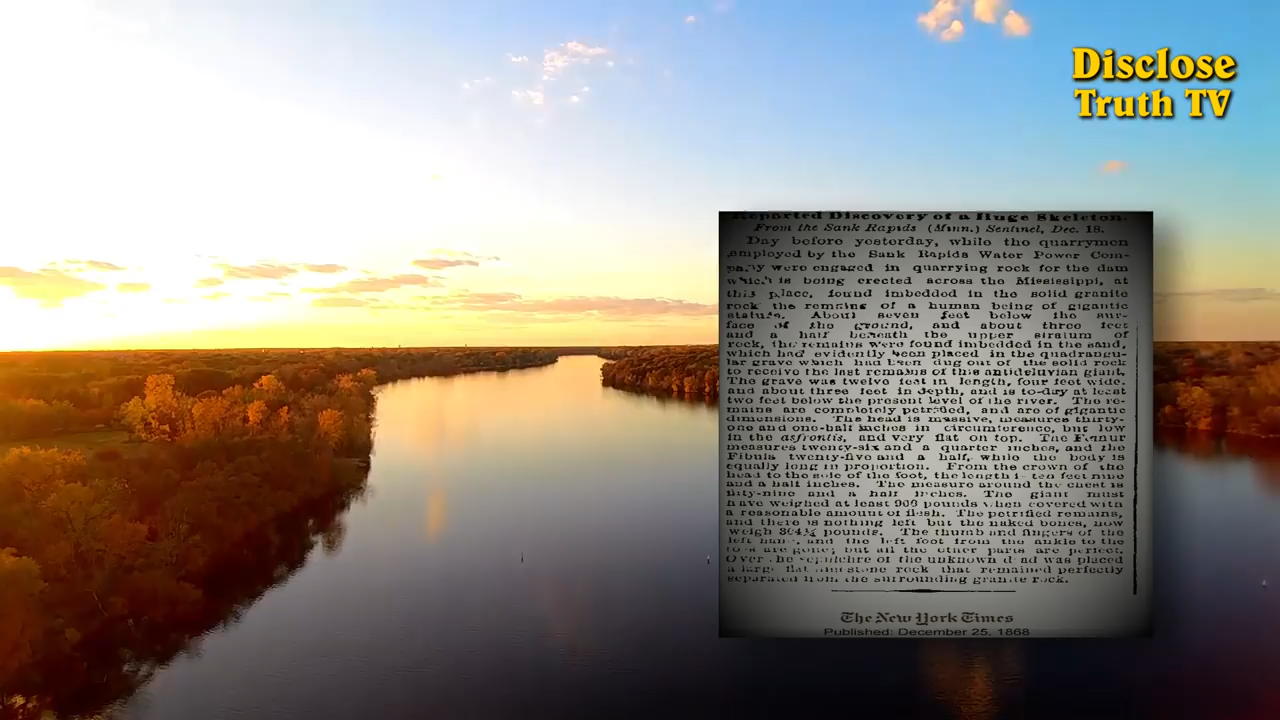 Disclose
Truth TV
Reported Discovery of a Huge Skeleton.
From the Sank Rapids (Minn.) Sentinel, Dec. 18.
Day before yesterday, while the quarrymen
employed by the Sank Rapids Water Power Com-
pany were engaged in quarrying rock for the dam
which is being erected across the Mississippi, at
this place, found imbedded in the solid granite
rock the remains of a human being of gigantic
stature. About seven feet below the sur-
face of the ground, and about three feet
and a half beneath the upper stratum of
rock, the remains were found imbedded in the sand,
which had evidently been placed in the quadrangu-
lar grave which had been dug out of the solid rock
to receive the last remains of this antideluvian giant.
The grave was twelve feet in length, four feet wide,
and about three feet in depth, and is to-day at least
two feet below the present level of the river. The re-
mains are completely petrified, and are of gigantic
dimensions. The head is massive, measures thirty-
one and one-half inches in circumference, but low
in the asfrontis, and very flat on top. The Femur
measures twenty-six and a quarter inches, and the
Fibula twenty-five and a half, while the body is
equally long in proportion. From the crown of the
head to the sole of the foot, the length is ten feet nine
and a half inches. The measure around the chest is
fifty-nine and a half inches. The giant must
have weighed at least 900 pounds when covered with
a reasonable amount of flesh. The petrified remains,
and there is nothing left but the naked bones, now
weigh 304¼ pounds. The thumb and fingers of the
left hand, and the left foot from the ankle to the
toes are gone; but all the other parts are perfect.
Over the sepulchre of the unknown dead was placed
a large flat limestone rock that remained perfectly
separated from the surrounding granite rock.
The New York Times
Published: December 25, 1868